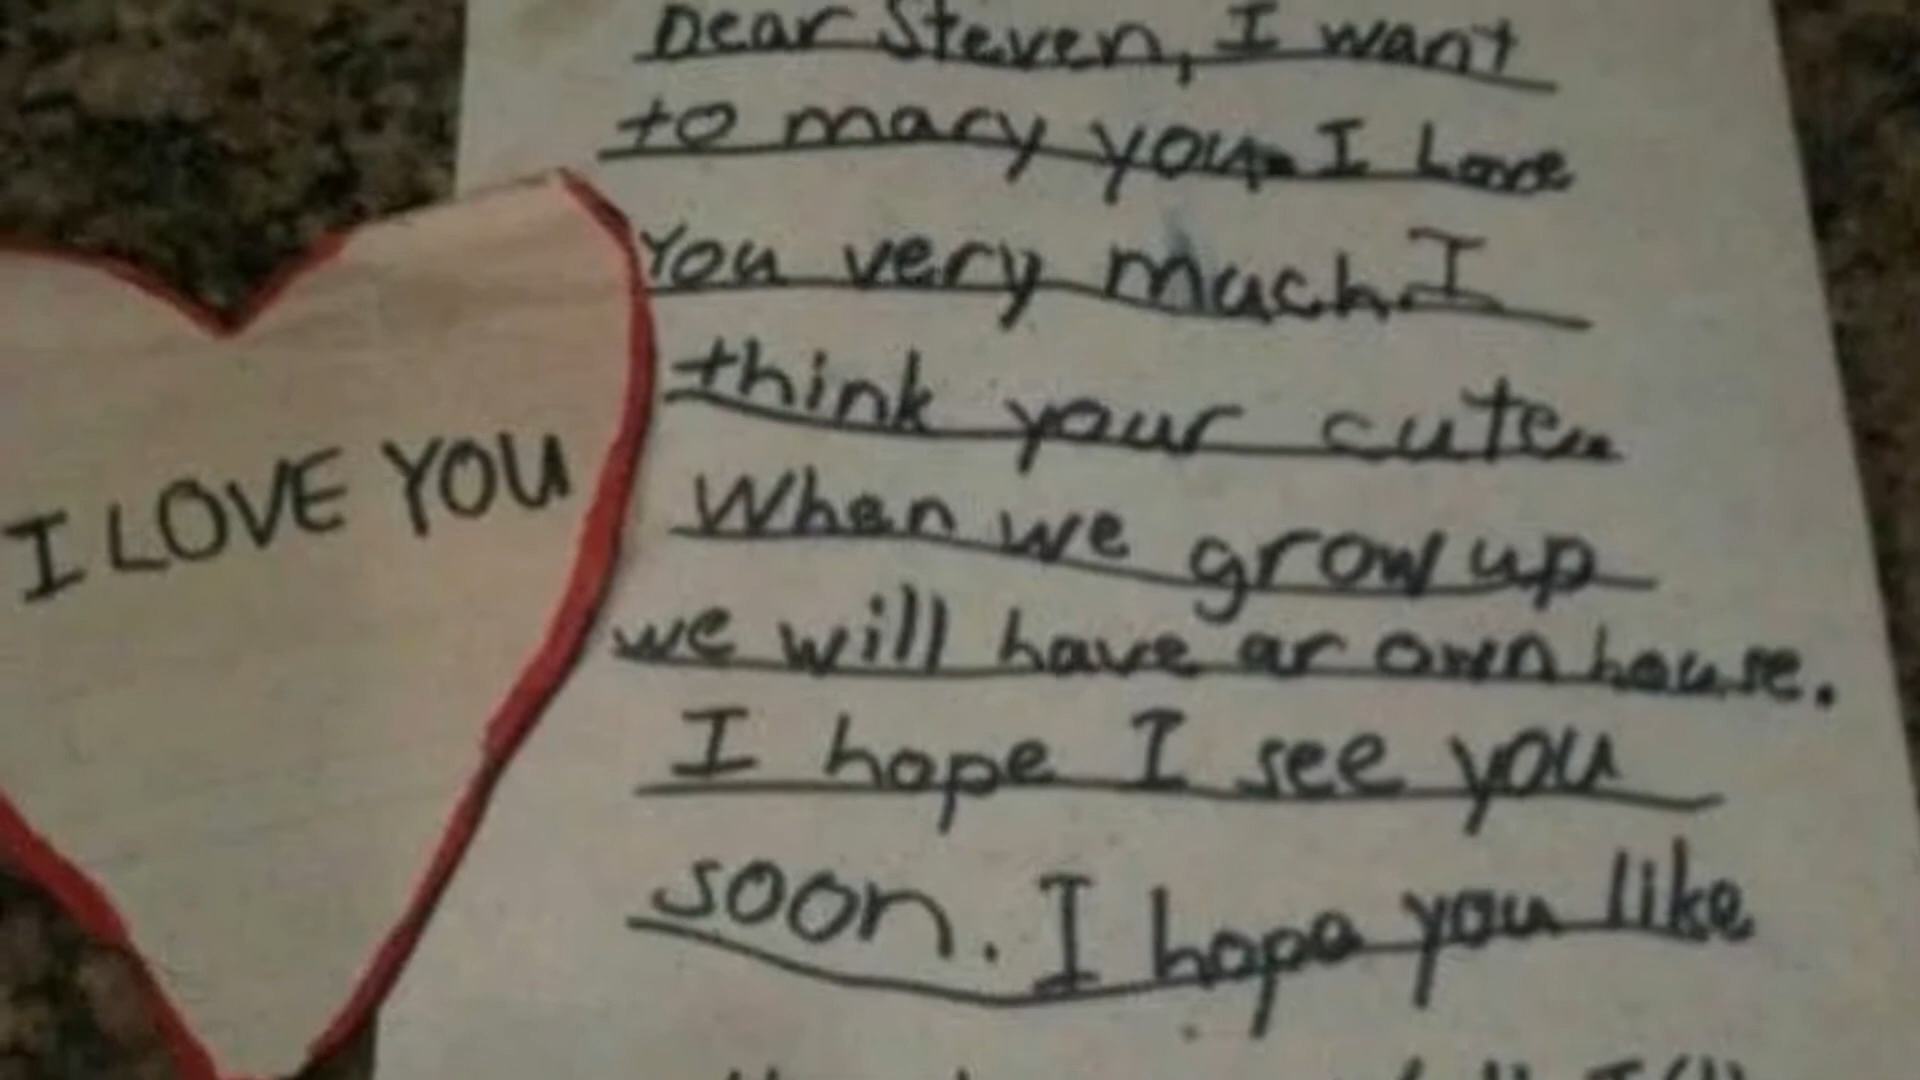 Dear Steven, I want
to mary you. I Love
You very much. I
think your cute.
When we grow up
we will have ar own house.
I hope I see you
soon. I hope you like
I LOVE YOU